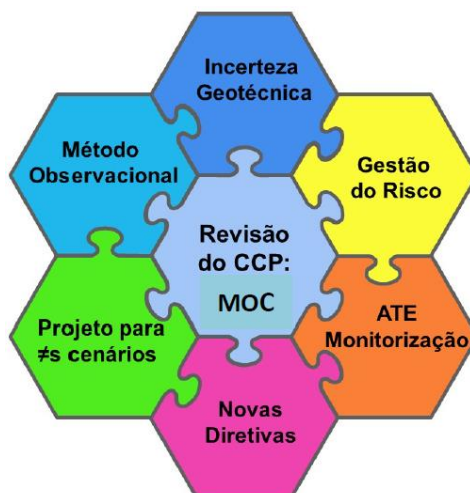 Incerteza
Geotécnica
Método
Observacional
Gestão
do Risco
Revisão
do CCP:
MOC
Projeto para
≠s cenários
ATE
Monitorização
Novas
Diretivas